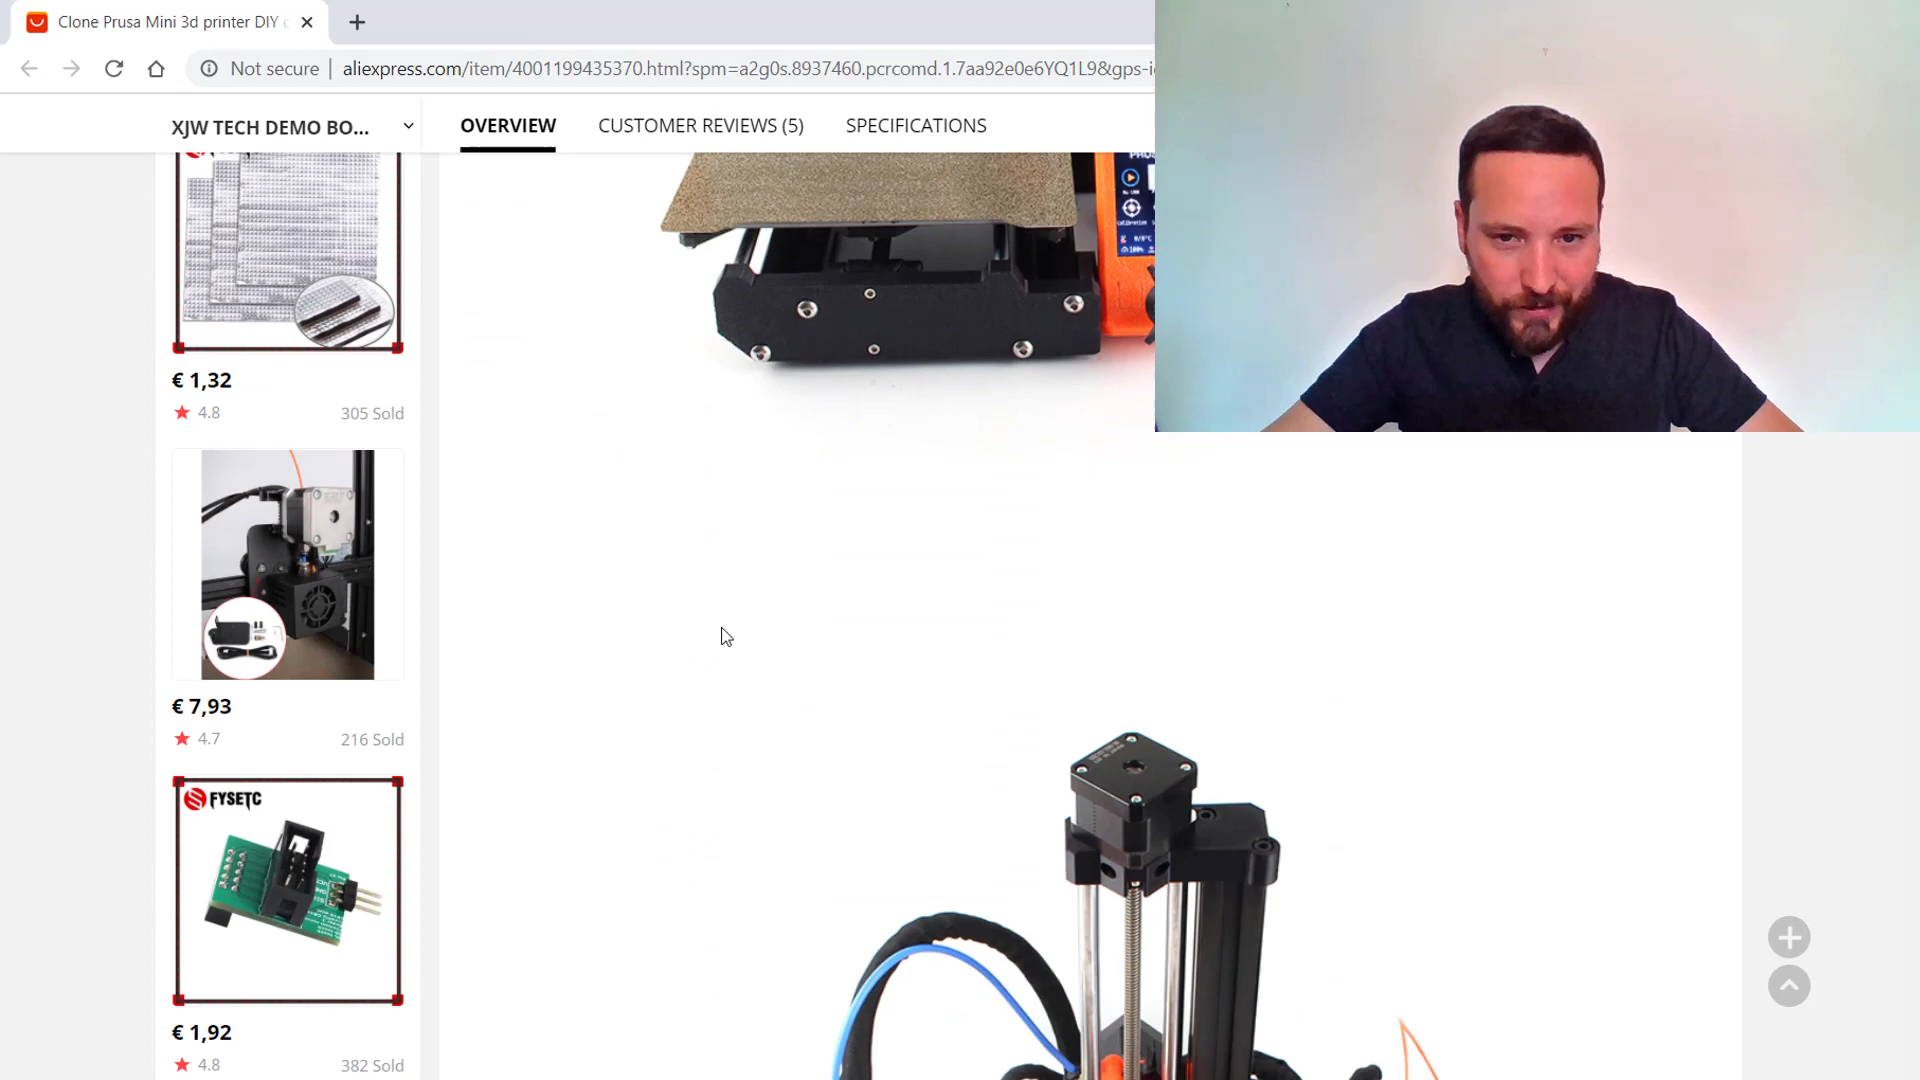 Clone Prusa Mini 3d printer DIY c
Not secure
aliexpress.com/item/4001199435370.html?spm=a2g0s.8937460.pcrcomd.1.7aa92e0e6YQ1L9&gps-i
XJW TECH DEMO BO...
OVERVIEW
CUSTOMER REVIEWS (5)
SPECIFICATIONS
€ 1,32
4.8
305 Sold
€ 7,93
4.7
216 Sold
FYSETC
€ 1,92
4.8
382 Sold